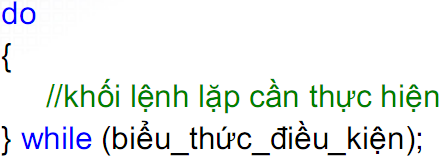 do
{
//khối lệnh lặp cần thực hiện
} while (biểu_thức_điều_kiện);